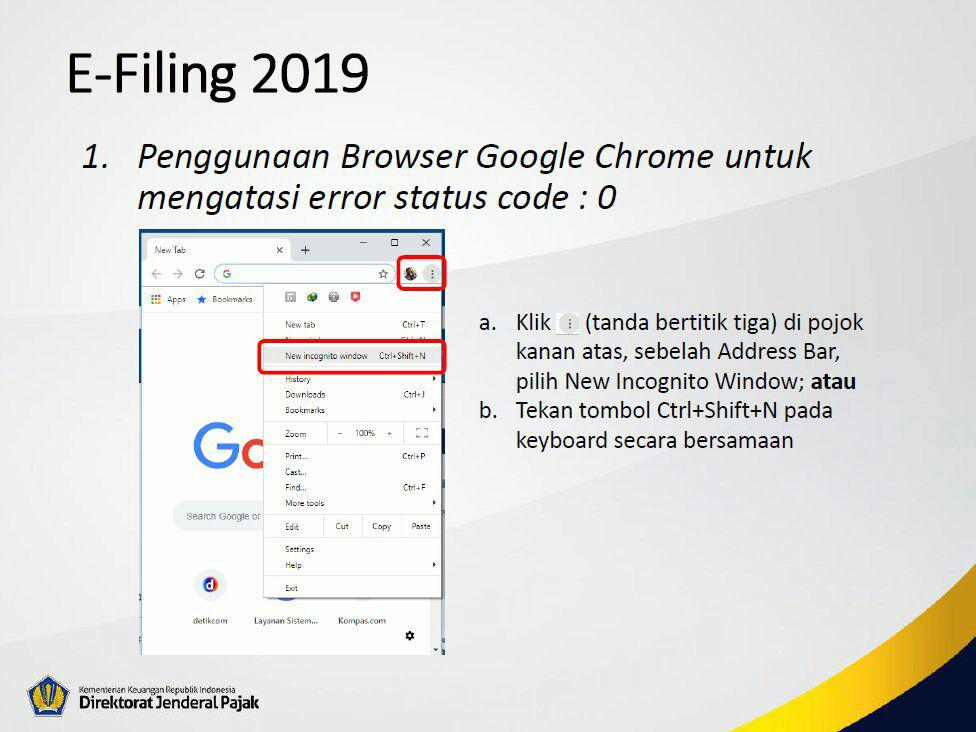 E-Filing 2019
1. Penggunaan Browser Google Chrome untuk
mengatasi error status code : 0
New Tab
Apps Bookmarks
New tab Ctrl+T
New incognito window Ctrl+Shift+N
History
Downloads Ctrl+J
Bookmarks
Zoom - 100% +
Print... Ctrl+P
Cast...
Find... Ctrl+F
More tools
Edit Cut Copy Paste
Settings
Help
Exit
Search Google or
detikcom Layanan Sistem... Kompas.com
a. Klik (tanda bertitik tiga) di pojok
kanan atas, sebelah Address Bar,
pilih New Incognito Window; atau
b. Tekan tombol Ctrl+Shift+N pada
keyboard secara bersamaan
Kementerian Keuangan Republik Indonesia
Direktorat Jenderal Pajak